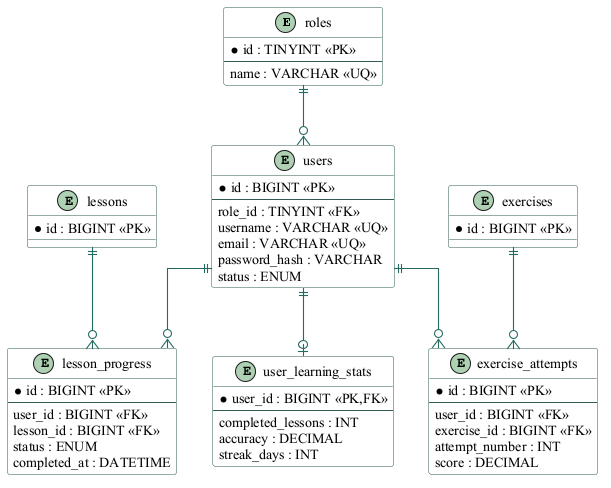 E roles
* id : TINYINT «PK»
name : VARCHAR «UQ»
E users
* id : BIGINT «PK»
role_id : TINYINT «FK»
username : VARCHAR «UQ»
email : VARCHAR «UQ»
password_hash : VARCHAR
status : ENUM
E lessons
* id : BIGINT «PK»
E exercises
* id : BIGINT «PK»
E lesson_progress
* id : BIGINT «PK»
user_id : BIGINT «FK»
lesson_id : BIGINT «FK»
status : ENUM
completed_at : DATETIME
E user_learning_stats
* user_id : BIGINT «PK,FK»
completed_lessons : INT
accuracy : DECIMAL
streak_days : INT
E exercise_attempts
* id : BIGINT «PK»
user_id : BIGINT «FK»
exercise_id : BIGINT «FK»
attempt_number : INT
score : DECIMAL